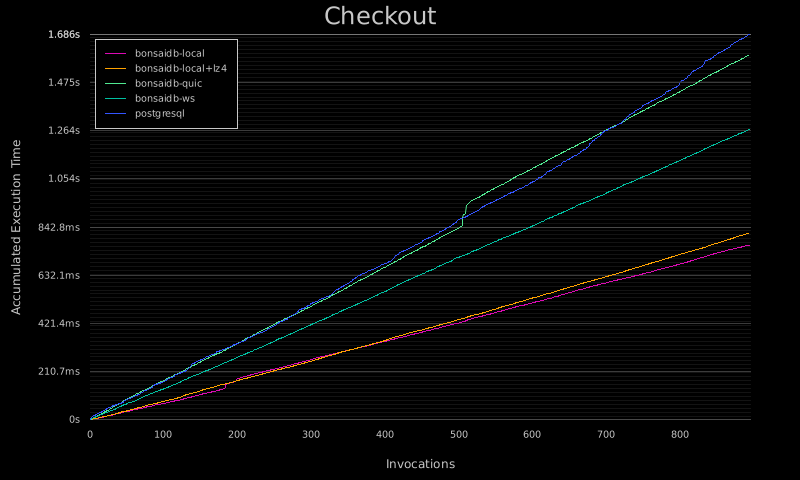 Checkout
1.686s
1.475s
1.264s
1.054s
842.8ms
632.1ms
421.4ms
210.7ms
0s
Accumulated Execution Time
bonsaidb-local
bonsaidb-local+lz4
bonsaidb-quic
bonsaidb-ws
postgresql
0 100 200 300 400 500 600 700 800
Invocations